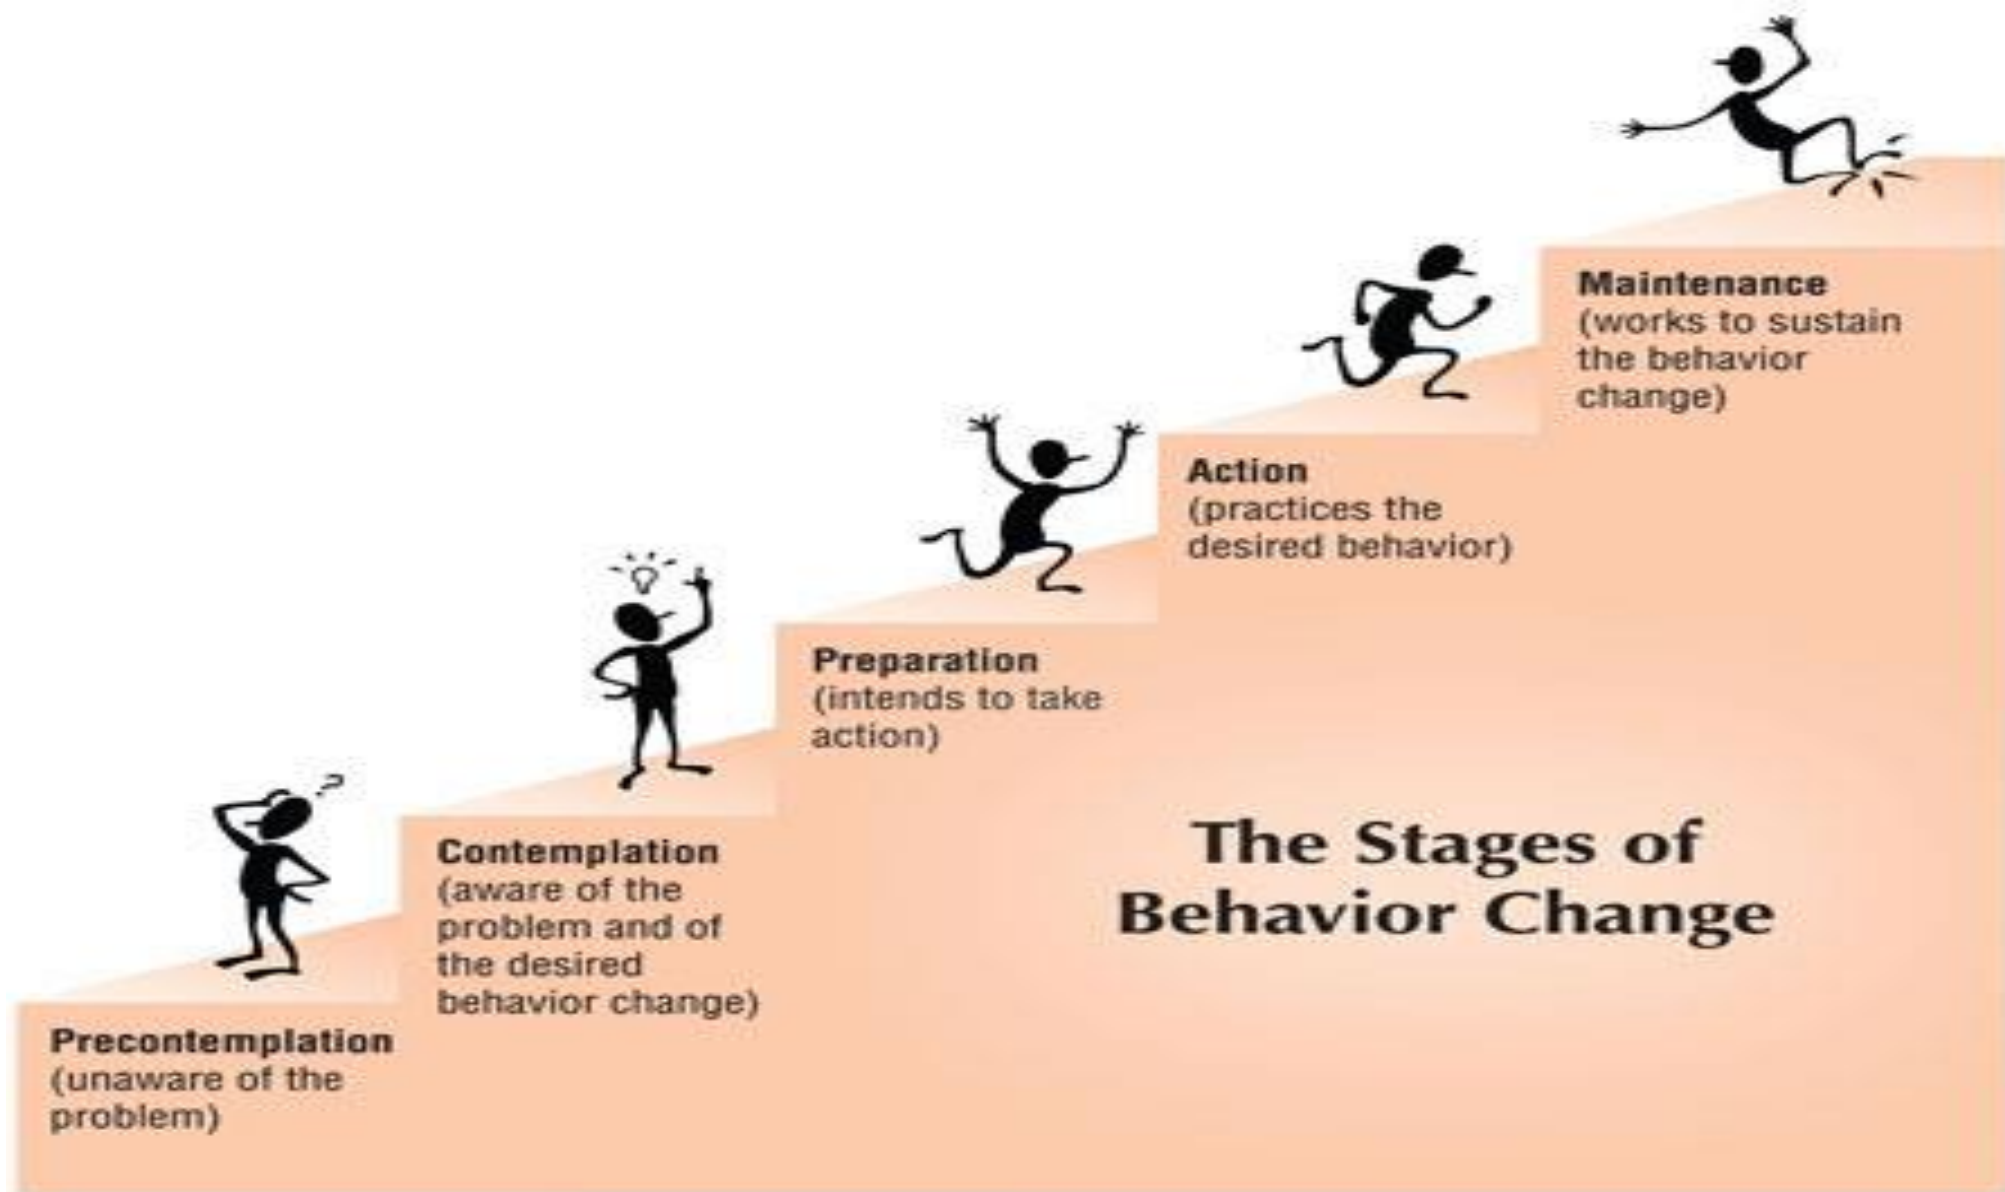 Maintenance
(works to sustain
the behavior
change)
Action
(practices the
desired behavior)
Preparation
(intends to take
action)
Contemplation
(aware of the
problem and of
the desired
behavior change)
Precontemplation
(unaware of the
problem)
The Stages of
Behavior Change
?